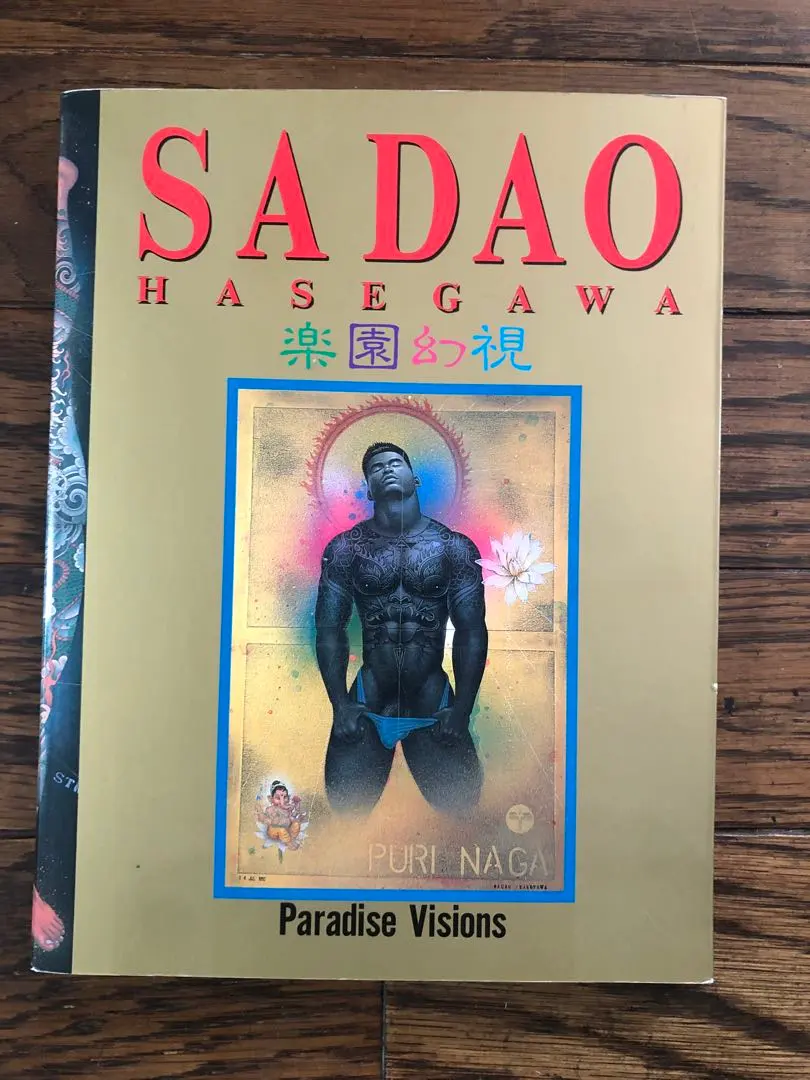 SADAO
HASEGAWA
楽園幻視
PURI NAGA
Paradise Visions